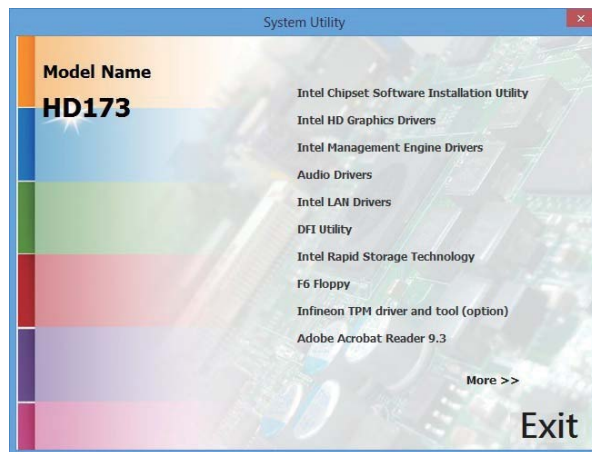 System Utility
Model Name
HD173
Intel Chipset Software Installation Utility
Intel HD Graphics Drivers
Intel Management Engine Drivers
Audio Drivers
Intel LAN Drivers
DFI Utility
Intel Rapid Storage Technology
F6 Floppy
Infineon TPM driver and tool (option)
Adobe Acrobat Reader 9.3
More >>
Exit